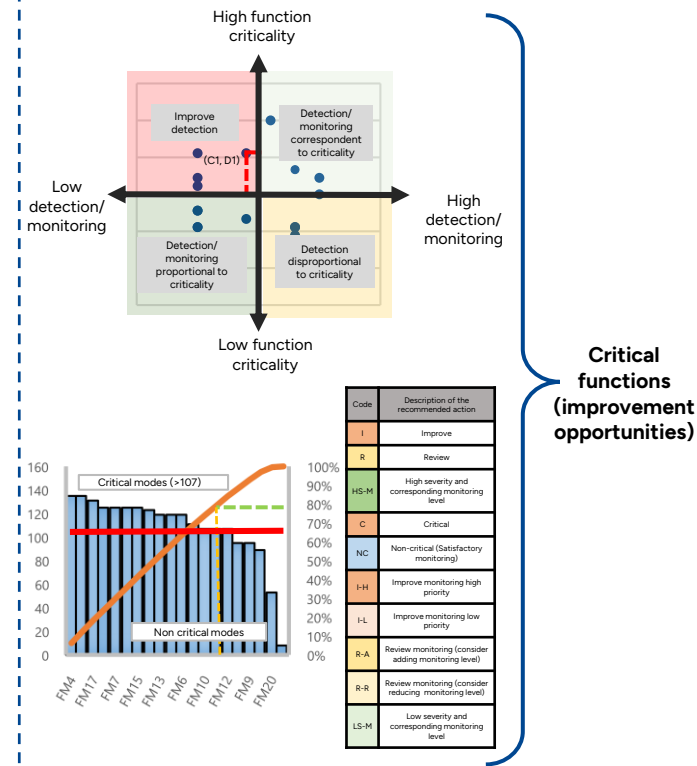 High function
criticality
Improve
detection
Detection/
monitoring
correspondent
to criticality
(C1, D1)
Low
detection/
monitoring
High
detection/
monitoring
Detection/
monitoring
proportional to
criticality
Detection
disproportional
to criticality
Low function
criticality
Critical
functions
(improvement
opportunities)
Code
Description of the
recommended action
I
Improve
R
Review
HS-M
High severity and
corresponding monitoring
level
C
Critical
NC
Non-critical (Satisfactory
monitoring)
I-H
Improve monitoring high
priority
I-L
Improve monitoring low
priority
R-A
Review monitoring (consider
adding monitoring level)
R-R
Review monitoring (consider
reducing monitoring level)
LS-M
Low severity and
corresponding monitoring
level
Critical modes (>107)
Non critical modes
160
140
120
100
80
60
40
20
0
100%
90%
80%
70%
60%
50%
40%
30%
20%
10%
0%
FM4
FM17
FM7
FM15
FM13
FM6
FM10
FM12
FM9
FM20